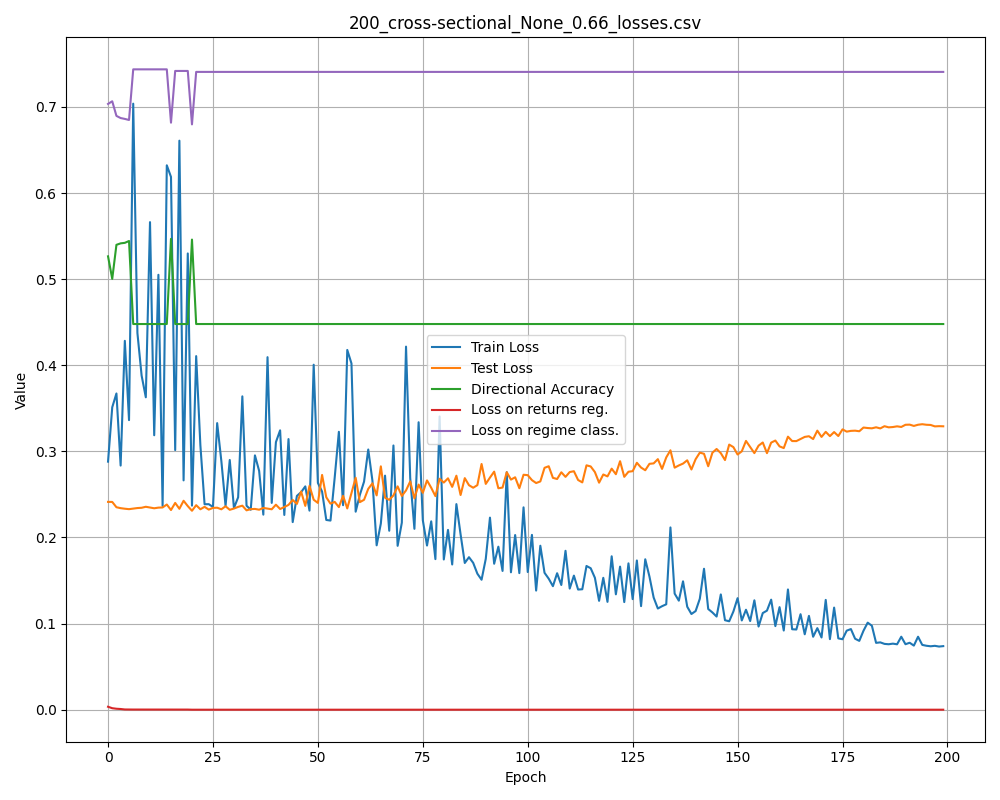 200_cross-sectional_None_0.66_losses.csv
Value
0.7
0.6
0.5
0.4
0.3
0.2
0.1
0.0
Train Loss
Test Loss
Directional Accuracy
Loss on returns reg.
Loss on regime class.
0 25 50 75 100 125 150 175 200
Epoch